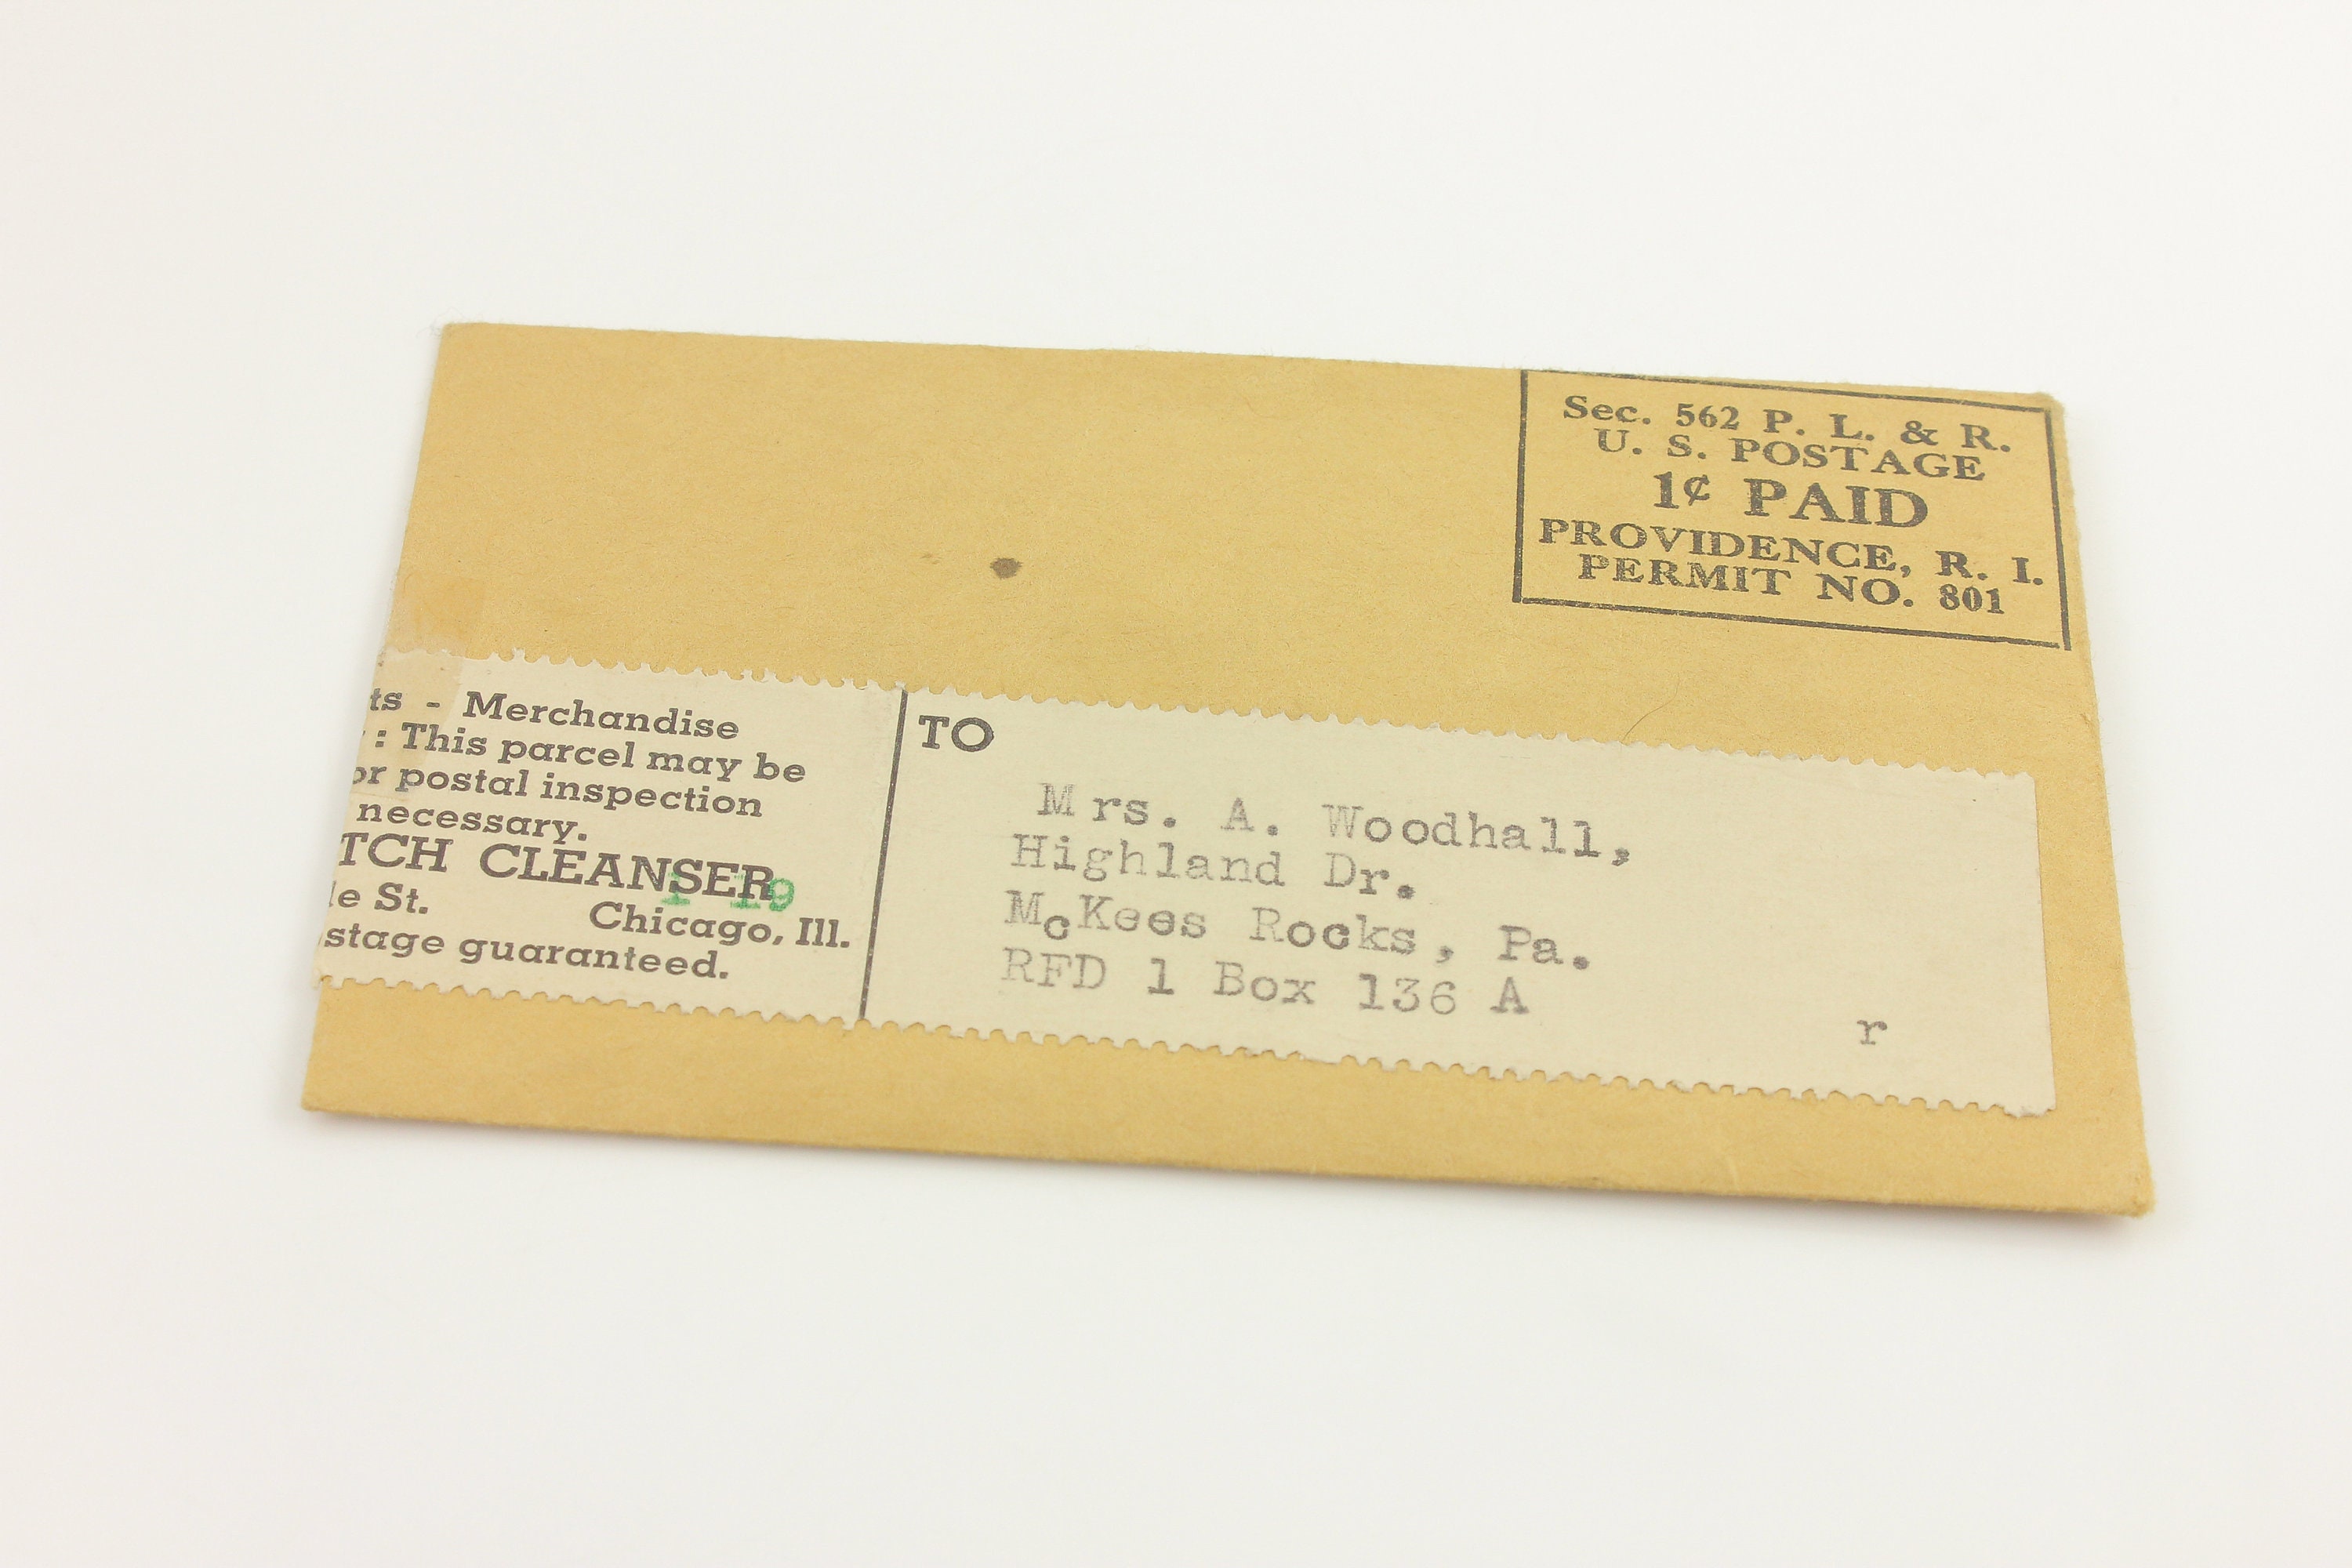 Sec. 562 P. L. & R.
U. S. POSTAGE
1¢ PAID
PROVIDENCE, R. I.
PERMIT NO. 801
ts - Merchandise
: This parcel may be
or postal inspection
necessary.
TCH CLEANSER
19
le St. Chicago, Ill.
stage guaranteed.
TO
Mrs. A. Woodhall,
Highland Dr.
McKees Rocks, Pa.
RFD 1 Box 136 A
r